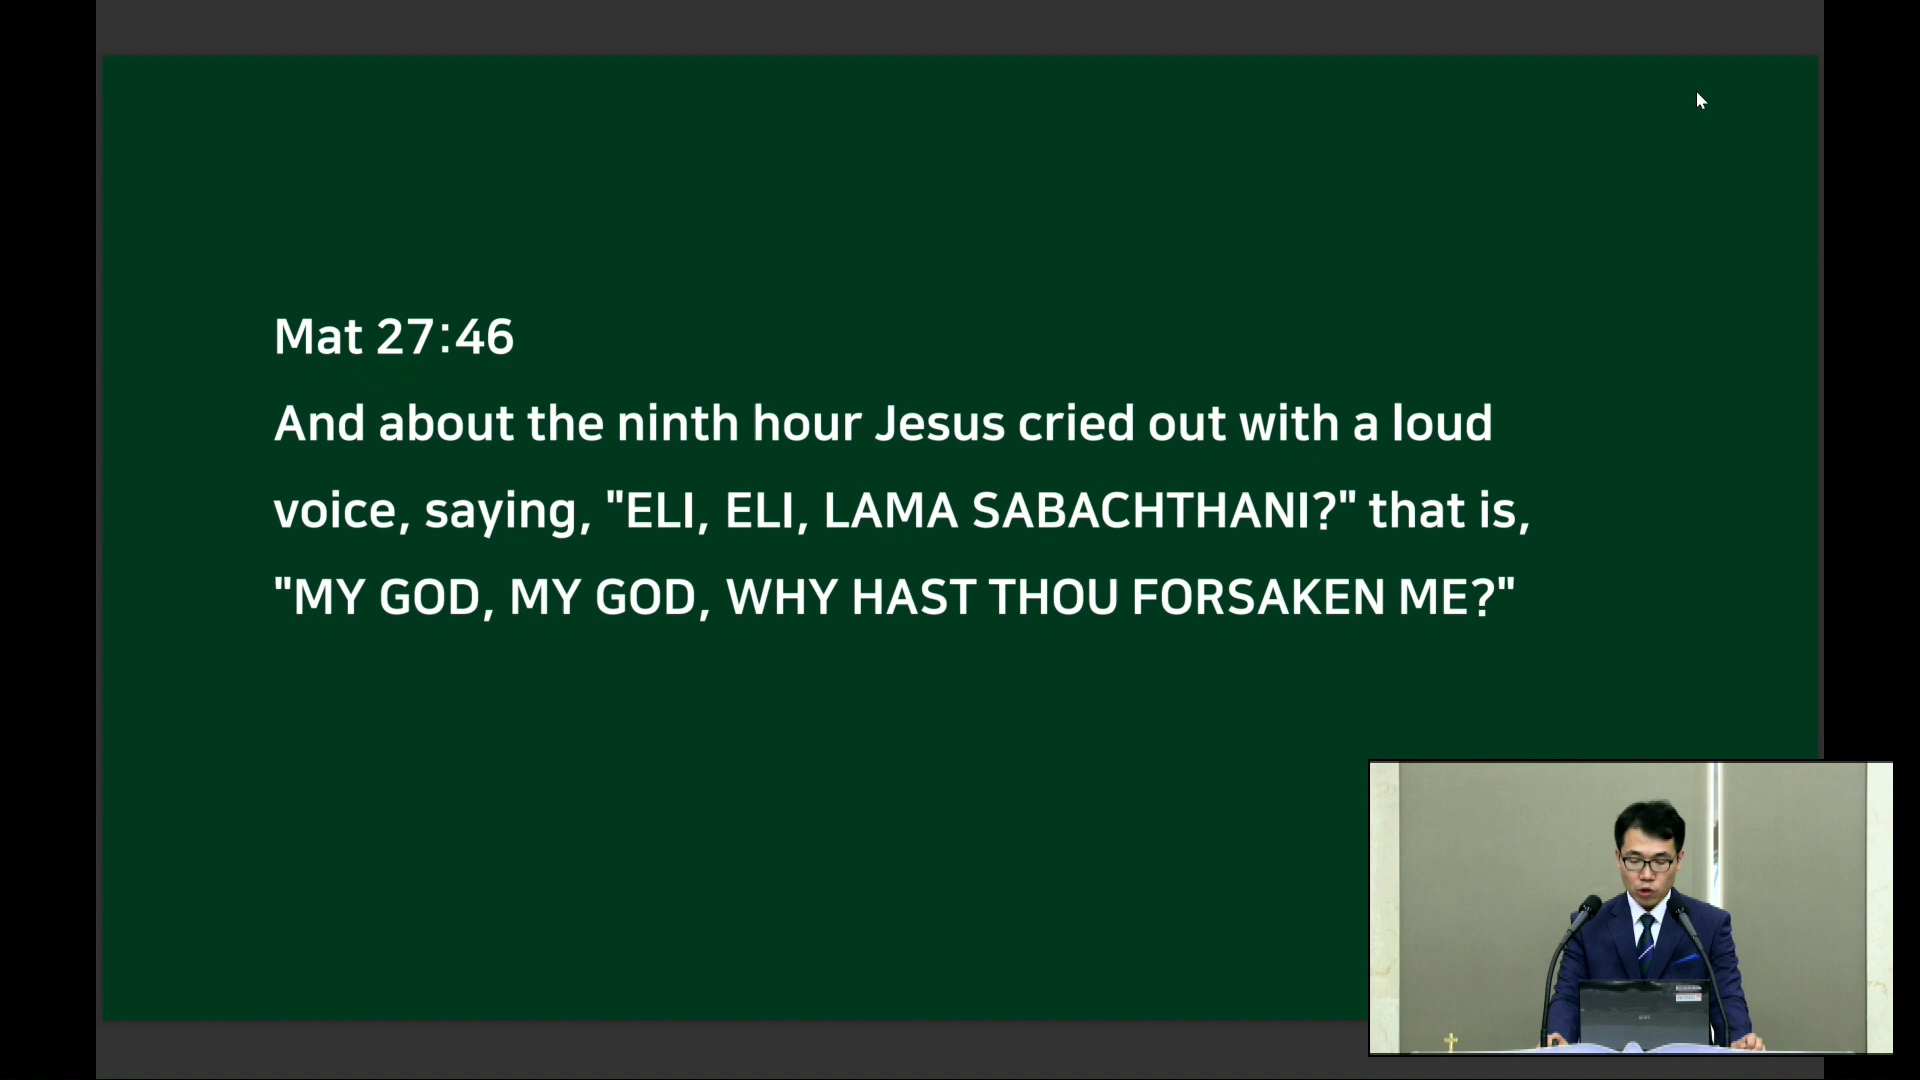 Mat 27:46
And about the ninth hour Jesus cried out with a loud
voice, saying, "ELI, ELI, LAMA SABACHTHANI?" that is,
"MY GOD, MY GOD, WHY HAST THOU FORSAKEN ME?"